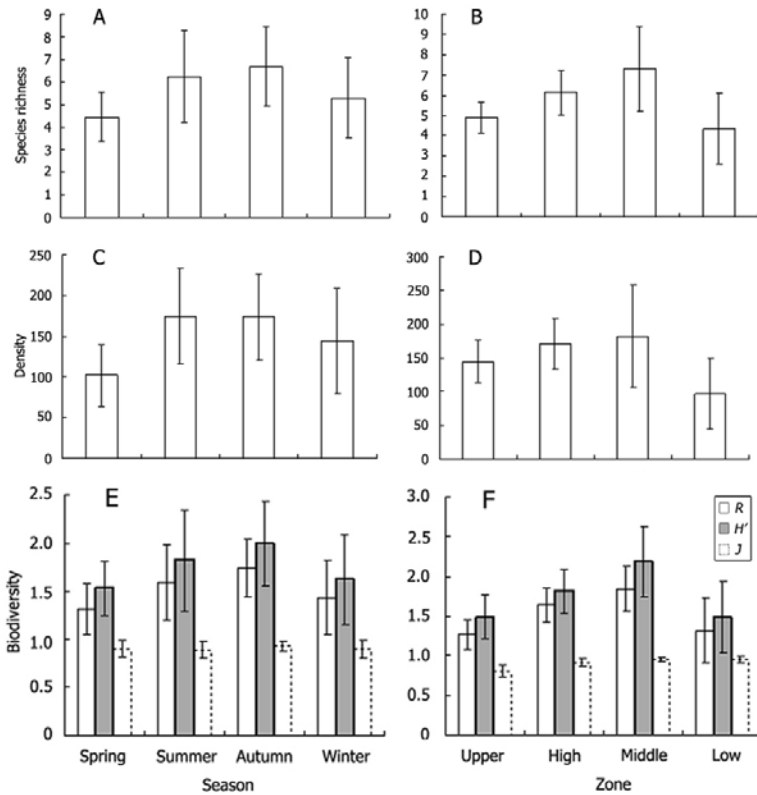 A
Species richness
9
8
7
6
5
4
3
2
1
0
B
10
9
8
7
6
5
4
3
2
1
0
C
Density
250
200
150
100
50
0
D
300
250
200
150
100
50
0
E
Biodiversity
2.5
2.0
1.5
1.0
0.5
0
Spring Summer Autumn Winter
Season
F
3.0
2.5
2.0
1.5
1.0
0.5
0
R
H'
J
Upper High Middle Low
Zone